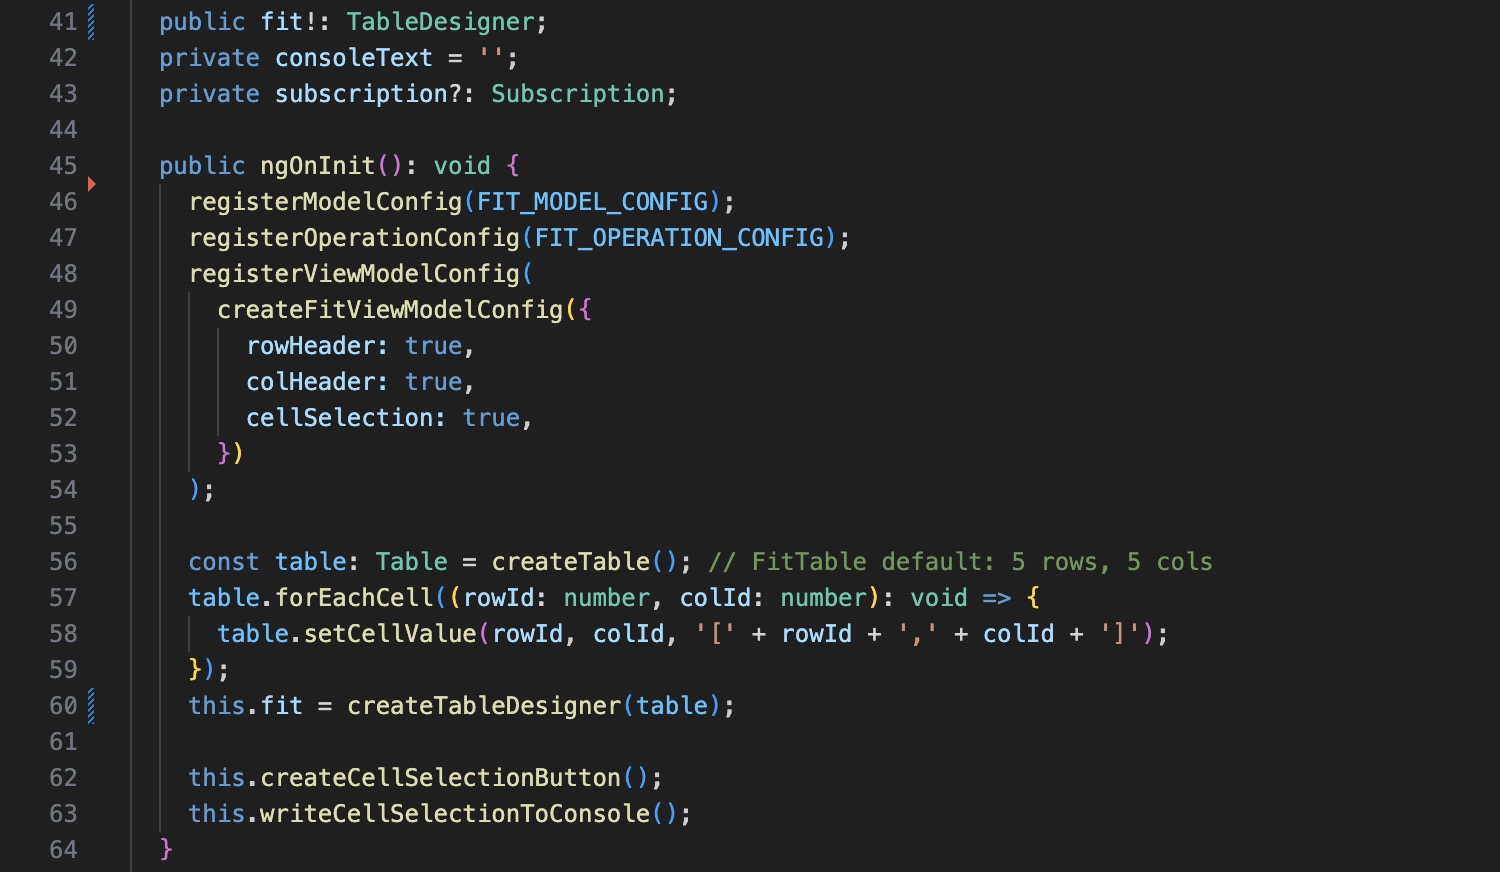 41 public fit!: TableDesigner;
42 private consoleText = '';
43 private subscription?: Subscription;
44
45 public ngOnInit(): void {
46 registerModelConfig(FIT_MODEL_CONFIG);
47 registerOperationConfig(FIT_OPERATION_CONFIG);
48 registerViewModelConfig(
49 createFitViewModelConfig({
50 rowHeader: true,
51 colHeader: true,
52 cellSelection: true,
53 })
54 );
55
56 const table: Table = createTable(); // FitTable default: 5 rows, 5 cols
57 table.forEachCell((rowId: number, colId: number): void => {
58 table.setCellValue(rowId, colId, '[' + rowId + ',' + colId + ']');
59 });
60 this.fit = createTableDesigner(table);
61
62 this.createCellSelectionButton();
63 this.writeCellSelectionToConsole();
64 }